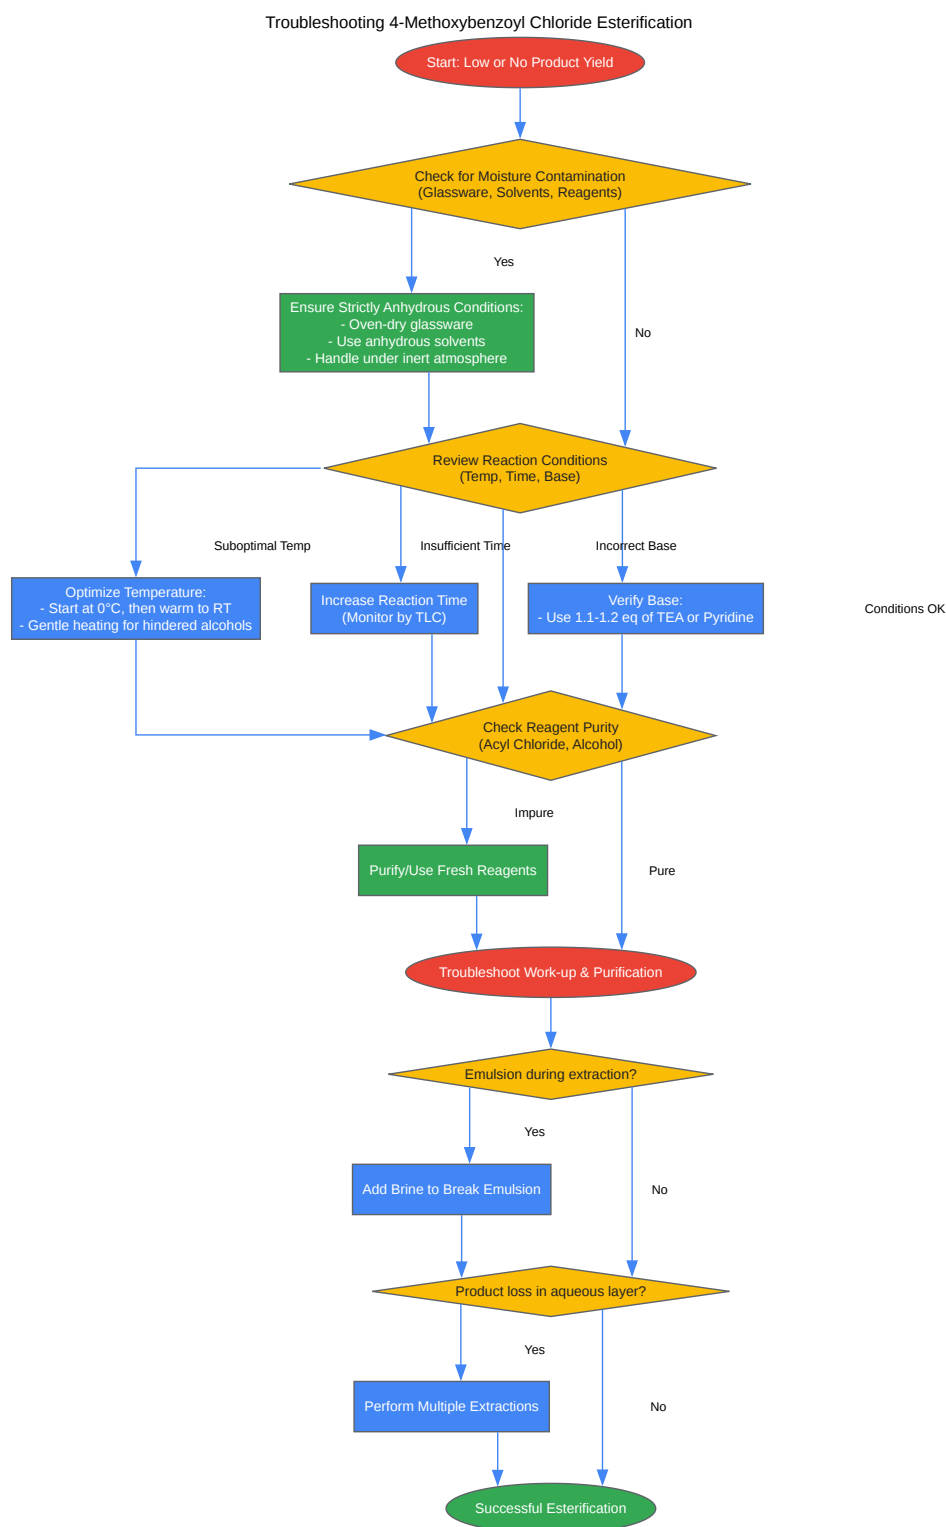 Troubleshooting 4-Methoxybenzoyl Chloride Esterification
Start: Low or No Product Yield
Check for Moisture Contamination
(Glassware, Solvents, Reagents)
Yes
Ensure Strictly Anhydrous Conditions:
- Oven-dry glassware
- Use anhydrous solvents
- Handle under inert atmosphere
No
Review Reaction Conditions
(Temp, Time, Base)
Suboptimal Temp
Insufficient Time
Incorrect Base
Optimize Temperature:
- Start at 0°C, then warm to RT
- Gentle heating for hindered alcohols
Increase Reaction Time
(Monitor by TLC)
Verify Base:
- Use 1.1-1.2 eq of TEA or Pyridine
Conditions OK
Check Reagent Purity
(Acyl Chloride, Alcohol)
Impure
Purify/Use Fresh Reagents
Pure
Troubleshoot Work-up & Purification
Emulsion during extraction?
Yes
Add Brine to Break Emulsion
No
Product loss in aqueous layer?
Yes
Perform Multiple Extractions
No
Successful Esterification